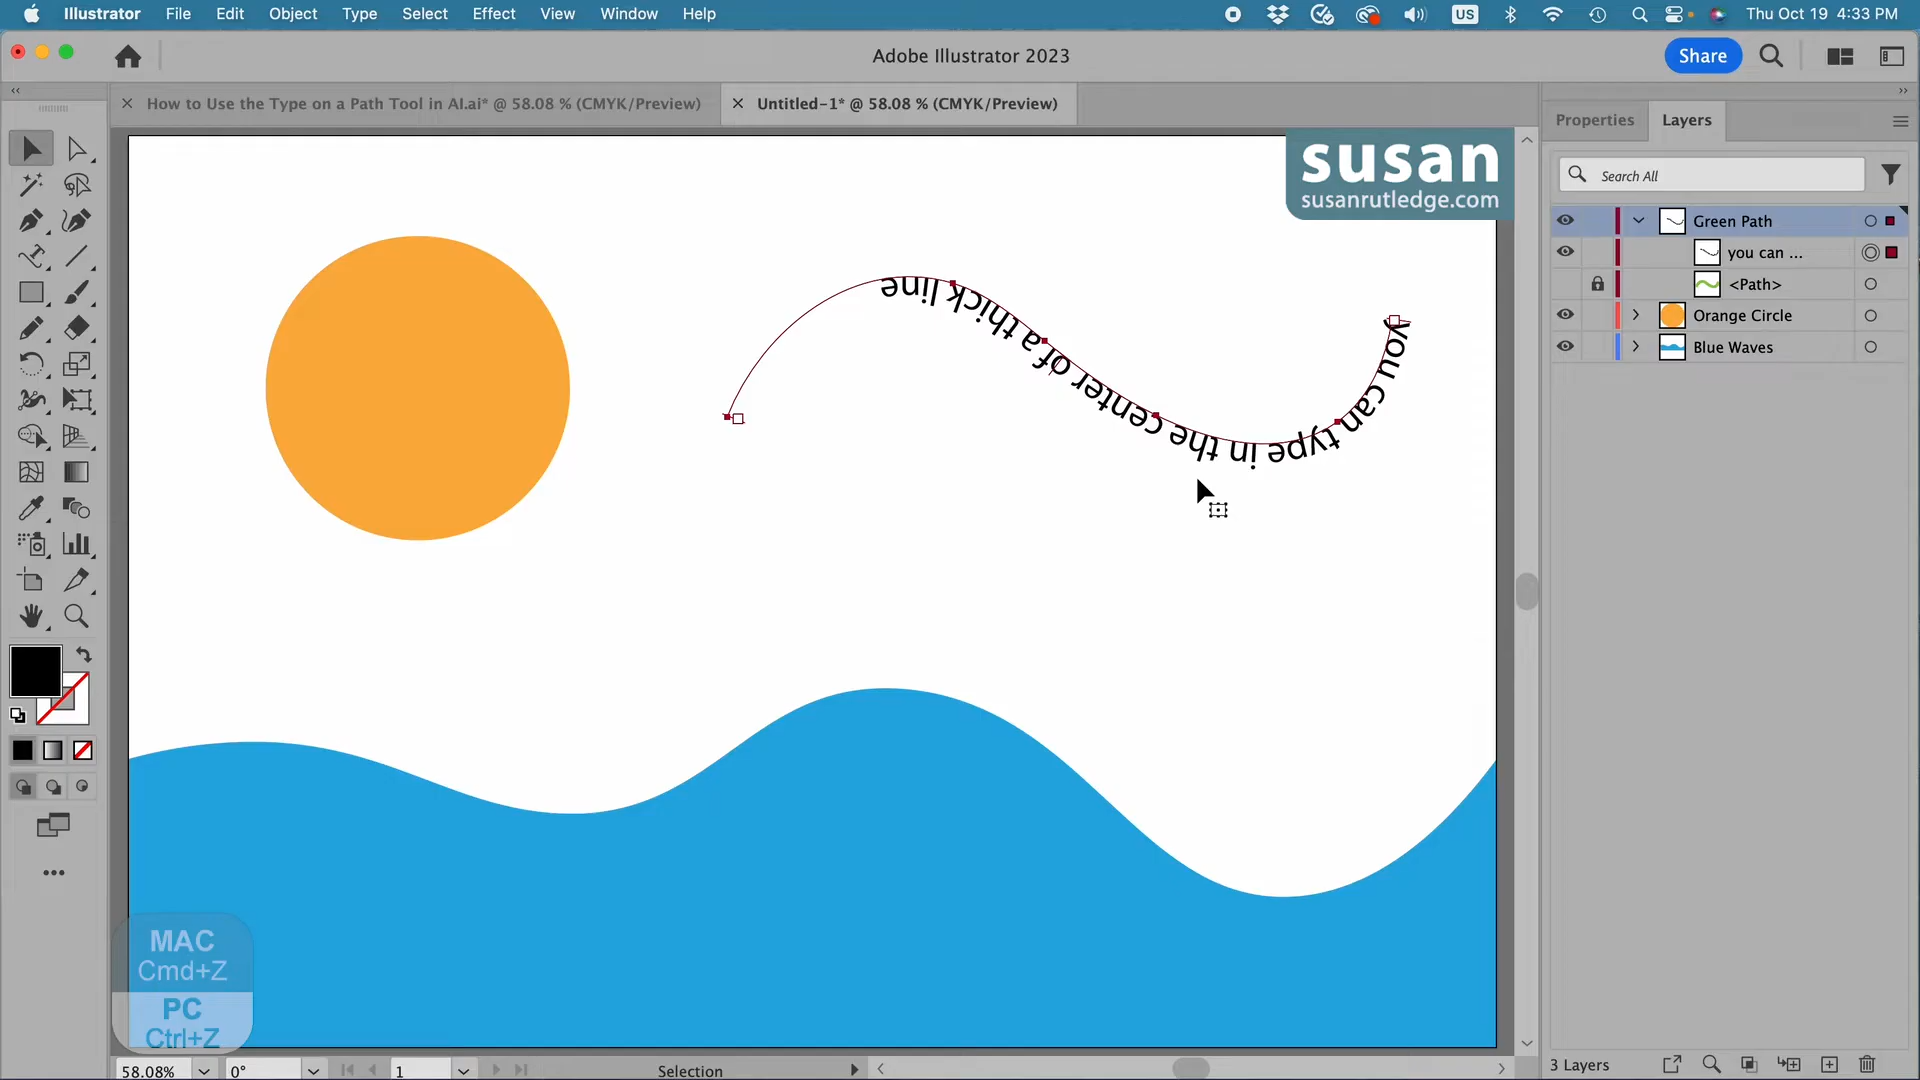 Illustrator File Edit Object Type Select Effect View Window Help US Thu Oct 19 4:33 PM
Adobe Illustrator 2023
Share
How to Use the Type on a Path Tool in AI.ai* @ 58.08 % (CMYK/Preview)
Untitled-1* @ 58.08 % (CMYK/Preview)
Properties Layers
susan
susanrutledge.com
Search All
Green Path
you can ...
<Path>
Orange Circle
Blue Waves
you can type in the center of a thick line
MAC
Cmd+Z
PC
Ctrl+Z
58.08% 0° 1 Selection
3 Layers